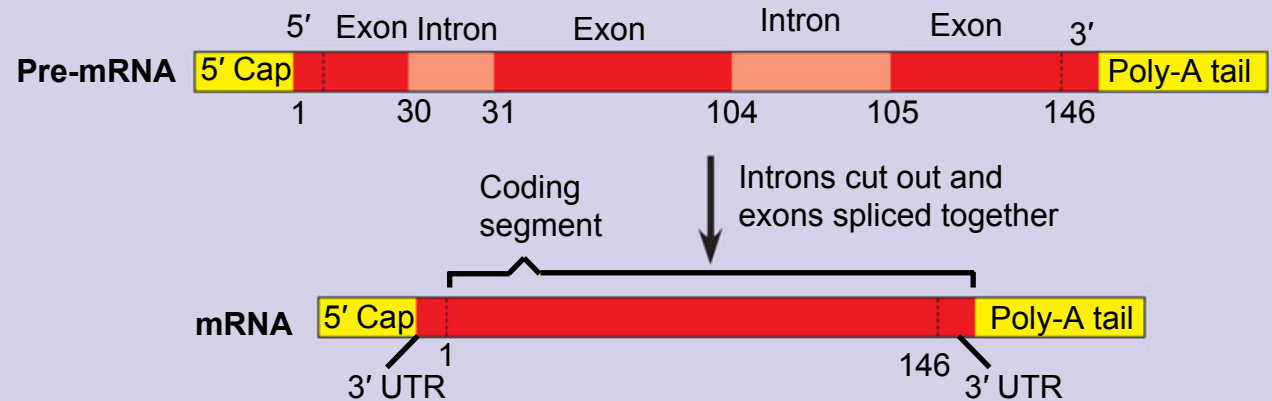 5′ Exon Intron Exon Intron Exon 3′
Pre-mRNA 5′ Cap Poly-A tail
1 30 31 104 105 146
Coding
segment
Introns cut out and
exons spliced together
mRNA 5′ Cap Poly-A tail
1 146
3′ UTR 3′ UTR